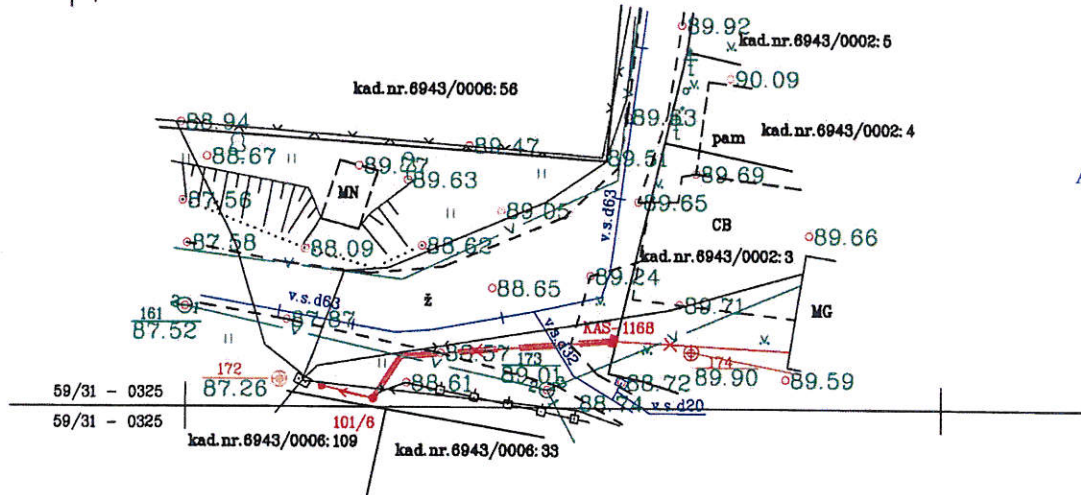 89.92
kad.nr.6943/0002:5
90.09
kad.nr.6943/0006:56
88.94
89.63
pam
kad.nr.6943/0002:4
89.47
88.67
89.51
MN
89.63
89.69
87.56
v.s.d63
89.65
89.05
CB
87.58
88.09
88.62
89.66
kad.nr.6943/0002:3
89.24
ž
88.65
v.s.d63
89.71
MG
161
87.52
87.87
KAS-1168
v.s.d32
173
89.01
174
172
87.26
88.61
88.72
89.90
89.59
59/31 - 0325
88.74
v.s.d20
59/31 - 0325
101/6
kad.nr.6943/0006:109
kad.nr.6943/0006:33